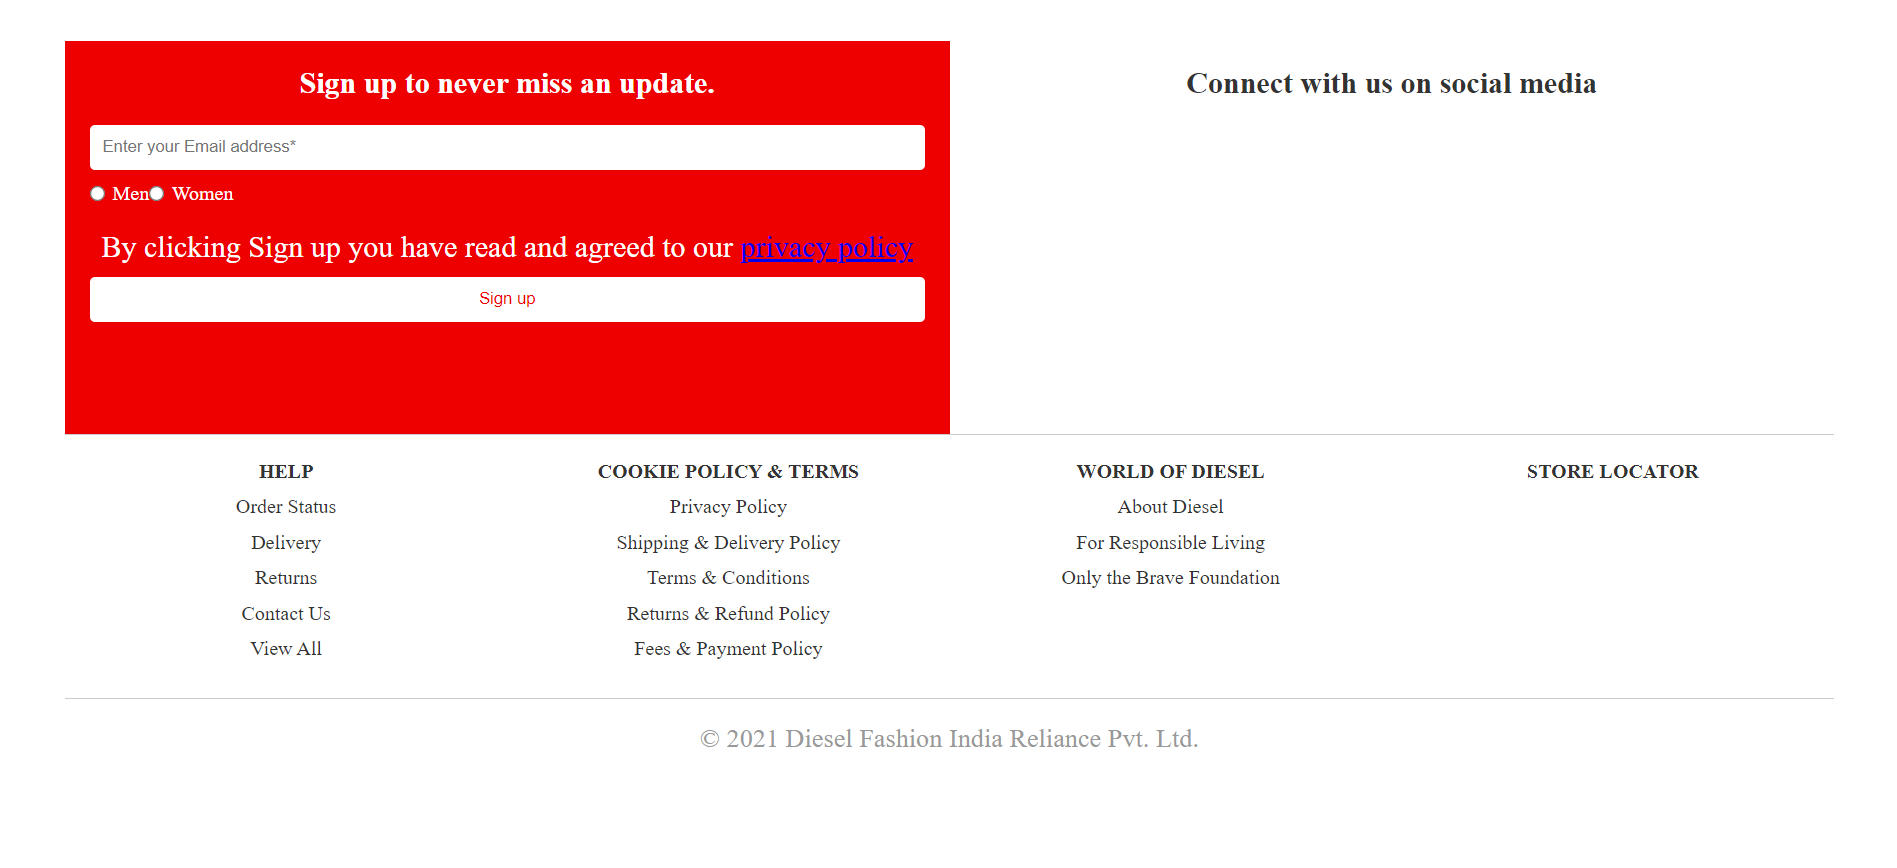 Sign up to never miss an update.
Enter your Email address*
Men Women
By clicking Sign up you have read and agreed to our privacy policy
Sign up
Connect with us on social media
HELP
Order Status
Delivery
Returns
Contact Us
View All
COOKIE POLICY & TERMS
Privacy Policy
Shipping & Delivery Policy
Terms & Conditions
Returns & Refund Policy
Fees & Payment Policy
WORLD OF DIESEL
About Diesel
For Responsible Living
Only the Brave Foundation
STORE LOCATOR
© 2021 Diesel Fashion India Reliance Pvt. Ltd.